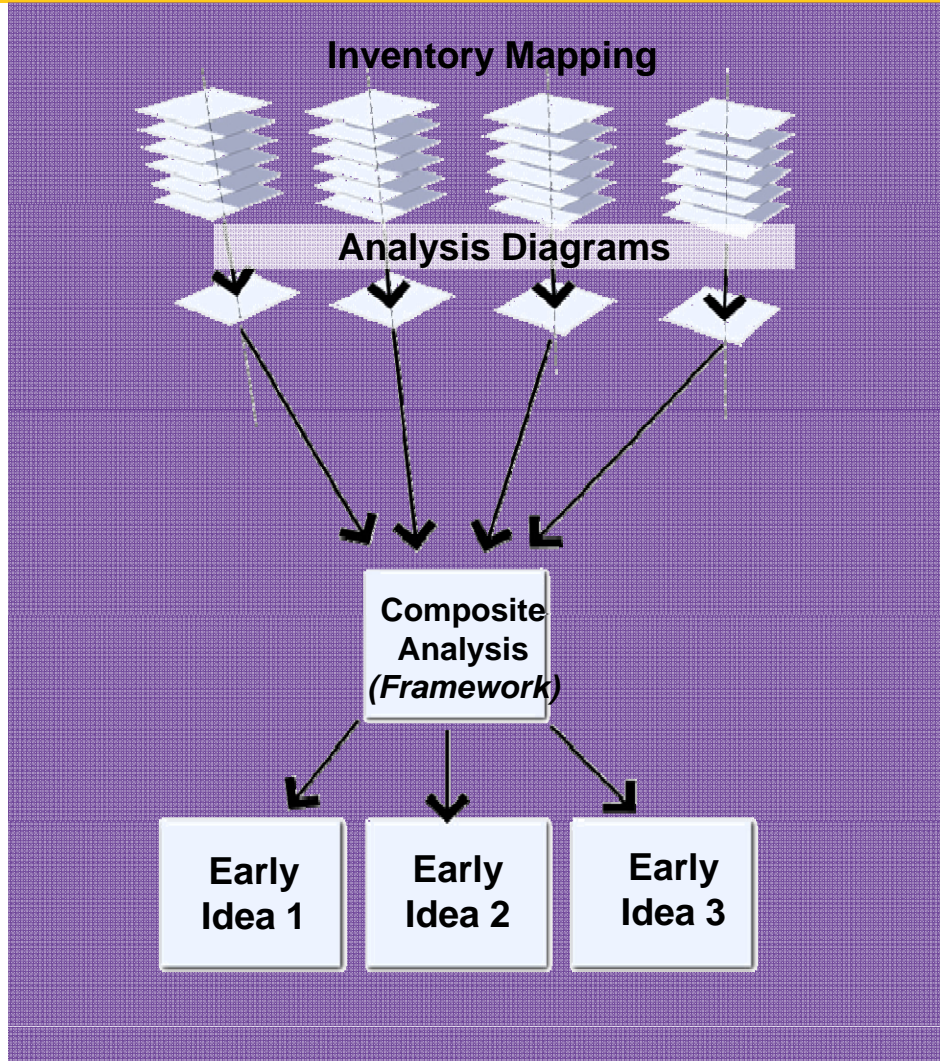 Inventory Mapping
Analysis Diagrams
Composite
Analysis
(Framework)
Early
Idea 1
Early
Idea 2
Early
Idea 3